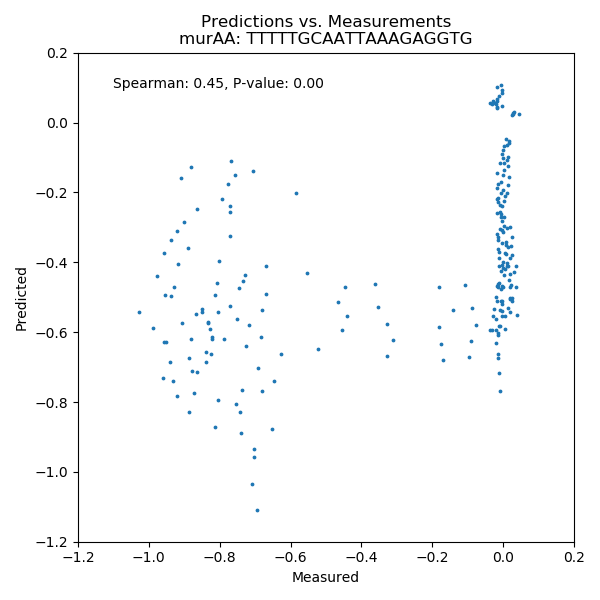 Predictions vs. Measurements
murAA: TTTTTGCAATTAAAGAGGTG
Spearman: 0.45, P-value: 0.00
0.2
0.0
−0.2
−0.4
−0.6
−0.8
−1.0
−1.2
Predicted
−1.2 −1.0 −0.8 −0.6 −0.4 −0.2 0.0 0.2
Measured